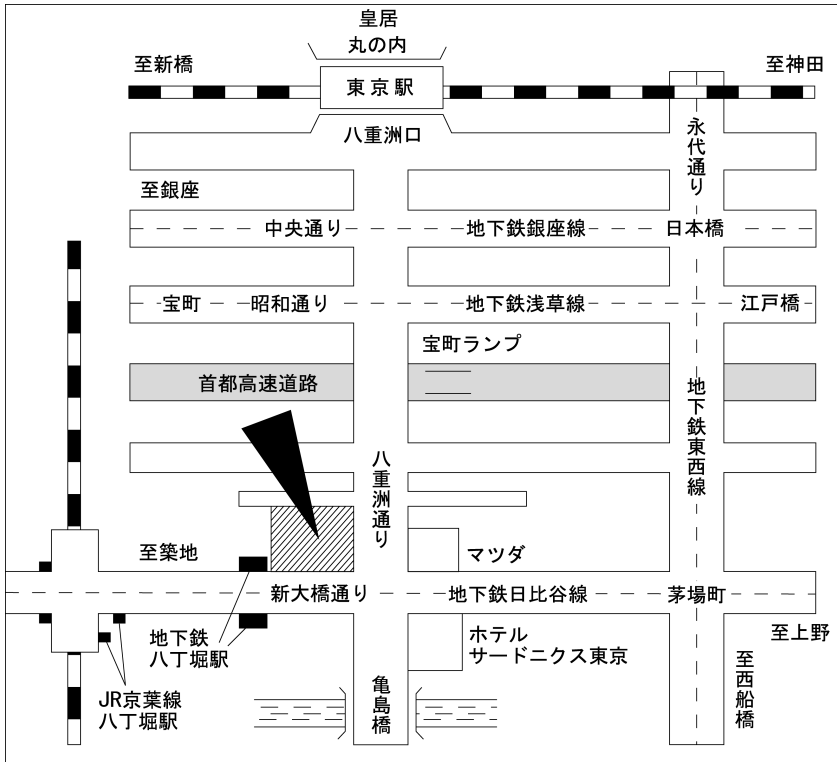 皇居
丸の内
至新橋
東京駅
至神田
八重洲口
永代通り
至銀座
中央通り
地下鉄銀座線
日本橋
宝町
昭和通り
地下鉄浅草線
江戸橋
宝町ランプ
首都高速道路
地下鉄東西線
八重洲通り
至築地
マツダ
新大橋通り
地下鉄日比谷線
茅場町
地下鉄
八丁堀駅
ホテル
サードニクス東京
至上野
JR京葉線
八丁堀駅
亀島橋
至西船橋